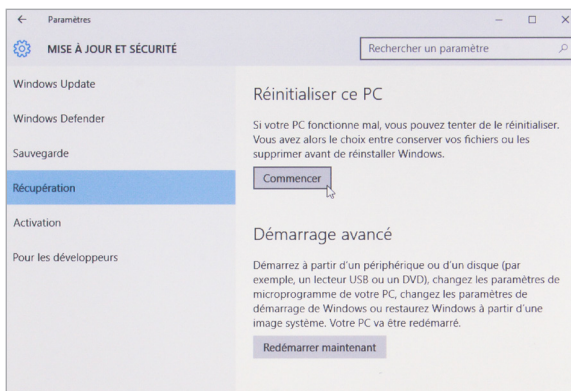 ← Paramètres
MISE À JOUR ET SÉCURITÉ
Rechercher un paramètre
Windows Update
Windows Defender
Sauvegarde
Récupération
Activation
Pour les développeurs
Réinitialiser ce PC
Si votre PC fonctionne mal, vous pouvez tenter de le réinitialiser.
Vous avez alors le choix entre conserver vos fichiers ou les
supprimer avant de réinstaller Windows.
Commencer
Démarrage avancé
Démarrez à partir d'un périphérique ou d'un disque (par
exemple, un lecteur USB ou un DVD), changez les paramètres de
microprogramme de votre PC, changez les paramètres de
démarrage de Windows ou restaurez Windows à partir d'une
image système. Votre PC va être redémarré.
Redémarrer maintenant